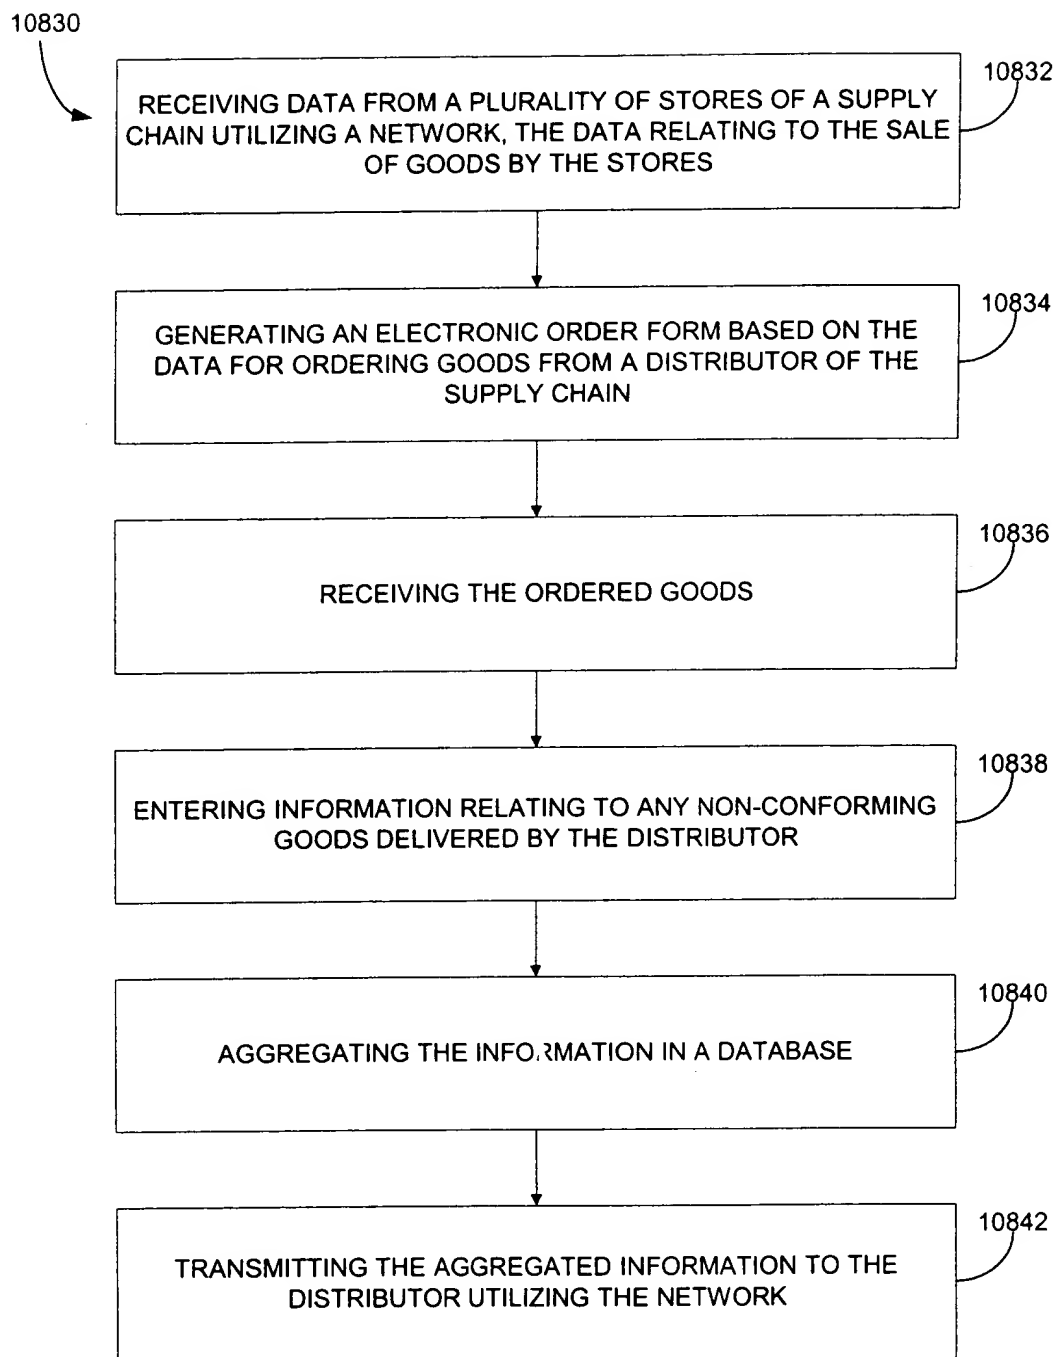 10830
10832
RECEIVING DATA FROM A PLURALITY OF STORES OF A SUPPLY
CHAIN UTILIZING A NETWORK, THE DATA RELATING TO THE SALE
OF GOODS BY THE STORES
10834
GENERATING AN ELECTRONIC ORDER FORM BASED ON THE
DATA FOR ORDERING GOODS FROM A DISTRIBUTOR OF THE
SUPPLY CHAIN
10836
RECEIVING THE ORDERED GOODS
10838
ENTERING INFORMATION RELATING TO ANY NON-CONFORMING
GOODS DELIVERED BY THE DISTRIBUTOR
10840
AGGREGATING THE INFORMATION IN A DATABASE
10842
TRANSMITTING THE AGGREGATED INFORMATION TO THE
DISTRIBUTOR UTILIZING THE NETWORK